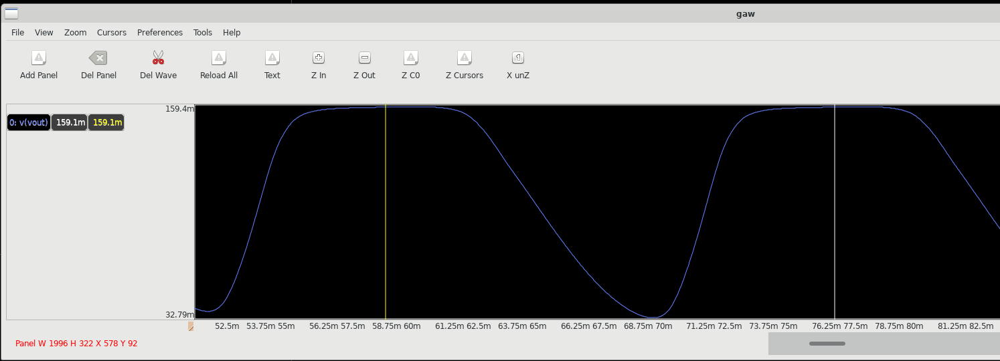 gaw
File View Zoom Cursors Preferences Tools Help
Add Panel Del Panel Del Wave Reload All Text Z In Z Out Z C0 Z Cursors X unZ
159.4m
0: v(vout) 159.1m 159.1m
32.79m
52.5m 53.75m 55m 56.25m 57.5m 58.75m 60m 61.25m 62.5m 63.75m 65m 66.25m 67.5m 68.75m 70m 71.25m 72.5m 73.75m 75m 76.25m 77.5m 78.75m 80m 81.25m 82.5m
Panel W 1996 H 322 X 578 Y 92